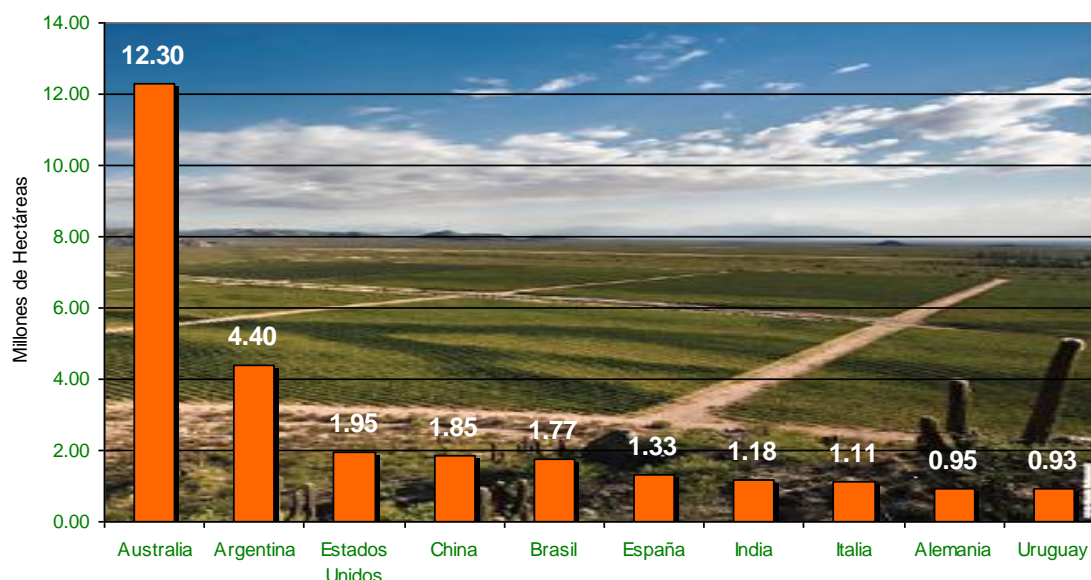 14.00
12.00
10.00
8.00
6.00
4.00
2.00
0.00
Millones de Hectáreas
12.30
4.40
1.95
1.85
1.77
1.33
1.18
1.11
0.95
0.93
Australia
Argentina
Estados
Unidos
China
Brasil
España
India
Italia
Alemania
Uruguay